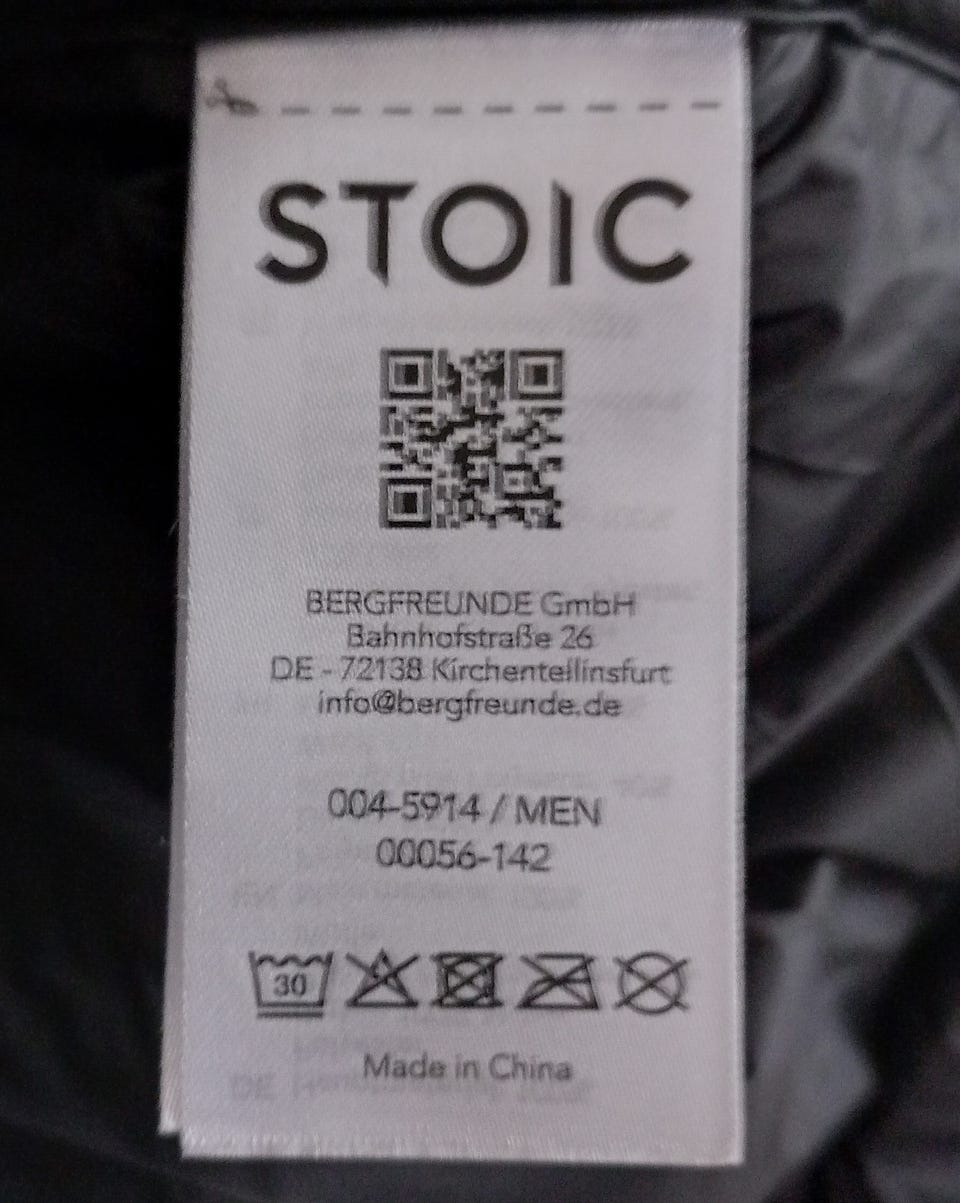 STOIC
BERGFREUNDE GmbH
Bahnhofstraße 26
DE - 72138 Kirchentellinsfurt
info@bergfreunde.de
004-5914 / MEN
00056-142
30
Made in China
DE